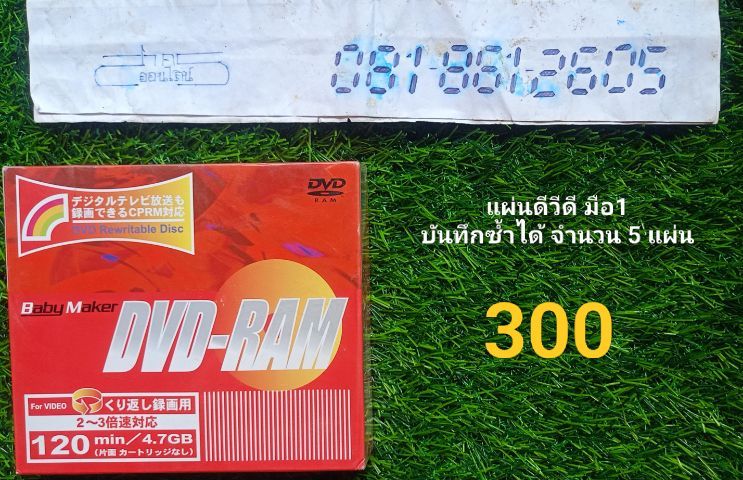 ช่อง
ออนไลน์
0818812605
デジタルテレビ放送も
録画できるCPRM対応
DVD Rewritable Disc
DVD
RAM
แผ่นดีวีดี มือ1
บันทึกซ้ำได้ จำนวน 5 แผ่น
300
Baby Maker
DVD-RAM
For VIDEO くり返し録画用
2〜3倍速対応
120 min/4.7GB
(片面 カートリッジなし)